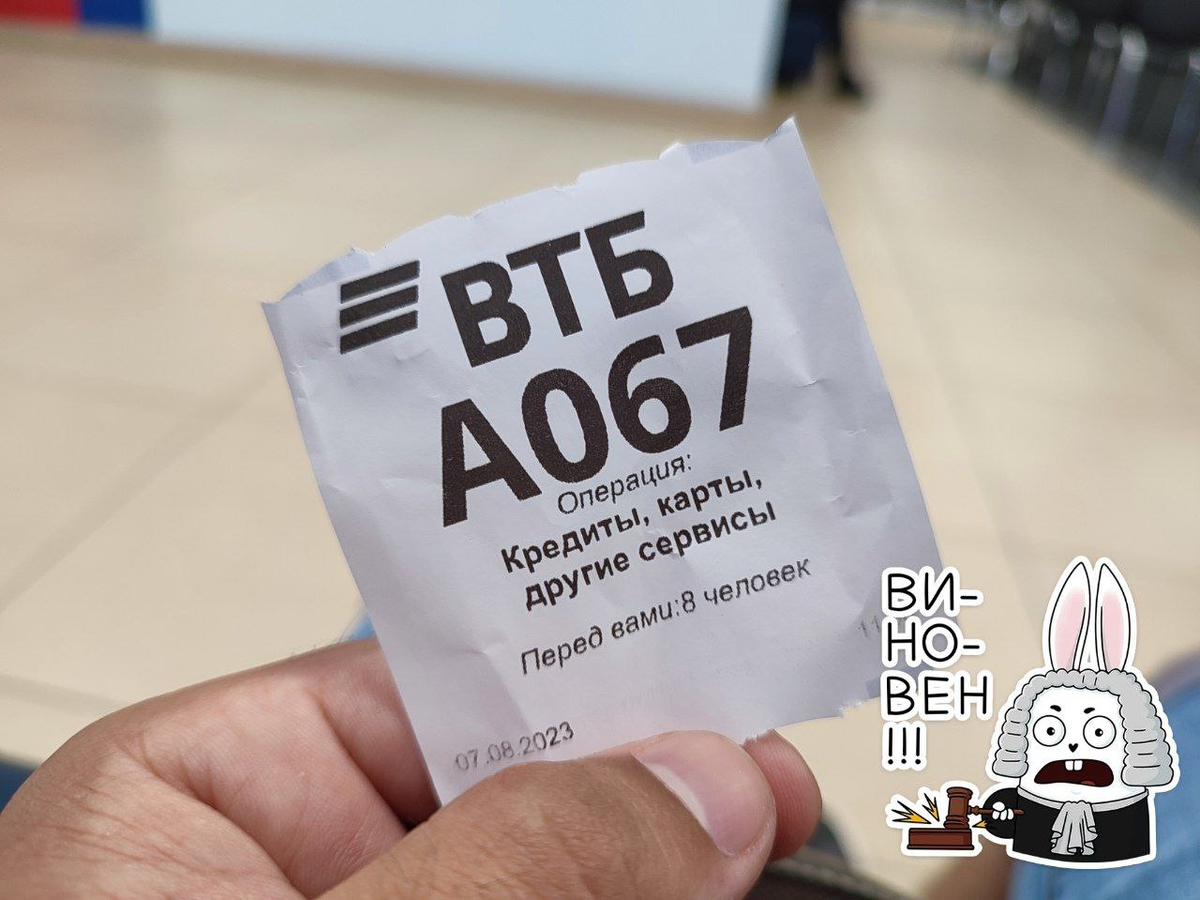 ВТБ
А067
Операция:
Кредиты, карты,
другие сервисы
Перед вами:8 человек
07.08.2023
ВИ-
НО-
ВЕН
!!!